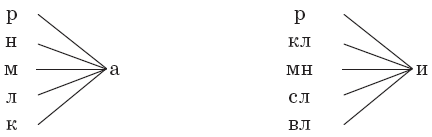 р р
н кл
м а мн и
л сл
к вл